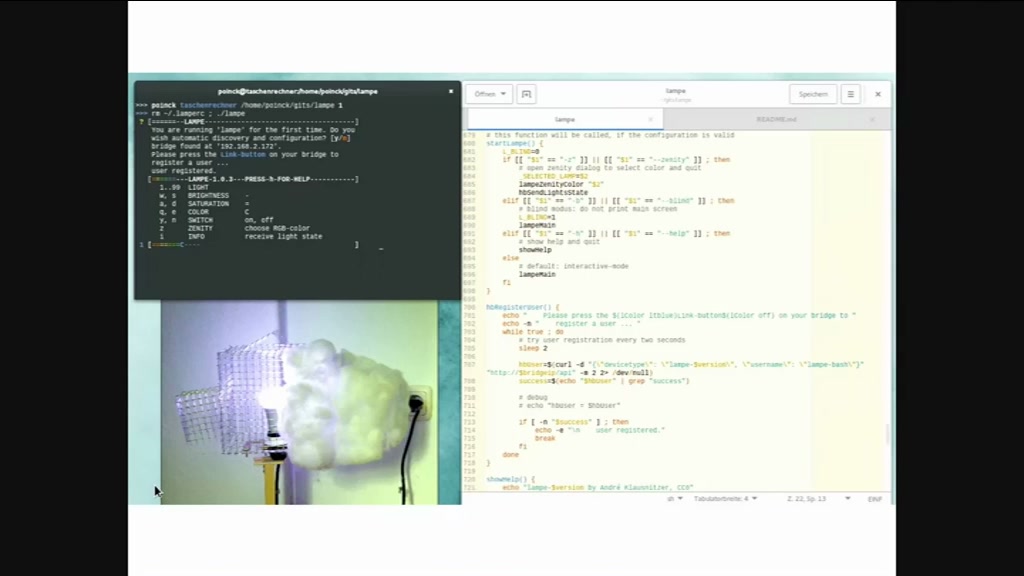 poinck@taschenrechner:/home/poinck/gits/lampe
>>> poinck taschenrechner /home/poinck/gits/lampe 1
>>> rm ~/.lamperc ; ./lampe
? [======--LAMPE--------------------------------]
You are running 'lampe' for the first time. Do you
wish automatic discovery and configuration? [y/n]
bridge found at '192.168.2.172'.
Please press the Link-button on your bridge to
register a user ...
user registered.
[=======---LAMPE-1.0.3---PRESS-h-FOR-HELP-----------]
1..99 LIGHT
w, s BRIGHTNESS -
a, d SATURATION =
q, e COLOR C
y, n SWITCH on, off
z ZENITY choose RGB-color
i INFO receive light state
Öffnen
lampe
~/gits/lampe
Speichern
lampe
README.md
679 # this function will be called, if the configuration is valid
680 startLampe() {
681 L_BLIND=0
682 if [[ "$1" == "-z" ]] || [[ "$1" == "--zenity" ]] ; then
683 # open zenity dialog to select color and quit
684 SELECTED_LAMP=$2
685 lampeZenityColor "$1"
686 hbSendLightsState
687 elif [[ "$1" == "-b" ]] || [[ "$1" == "--blind" ]] ; then
688 # blind modus: do not print main screen
689 L_BLIND=1
690 lampeMain
691 elif [[ "$1" == "-h" ]] || [[ "$1" == "--help" ]] ; then
692 # show help and quit
693 showHelp
694 else
695 # default: interactive-mode
696 lampeMain
697 fi
698 }
699
700 hbRegisterUser() {
701 echo " Please press the $(lColor ltblue)Link-button$(lColor off) on your bridge to "
702 echo -n " register a user ... "
703 while true ; do
704 # try user registration every two seconds
705 sleep 2
706
707 hbUser=$(curl -d "{\"devicetype\": \"lampe-$version\", \"username\": \"lampe-bash\"}"
"http://$bridgeip/api" -m 2 2> /dev/null)
708 success=$(echo "$hbUser" | grep "success")
709
710 # debug
711 # echo "hbUser = $hbUser"
712
713 if [ -n "$success" ] ; then
714 echo -e "\n user registered."
715 break
716 fi
717 done
718 }
719
720 showHelp() {
721 echo "lampe-$version by André Klausnitzer, CC0"
sh Tabulatorbreite: 4 Z. 22, Sp. 13 EINF